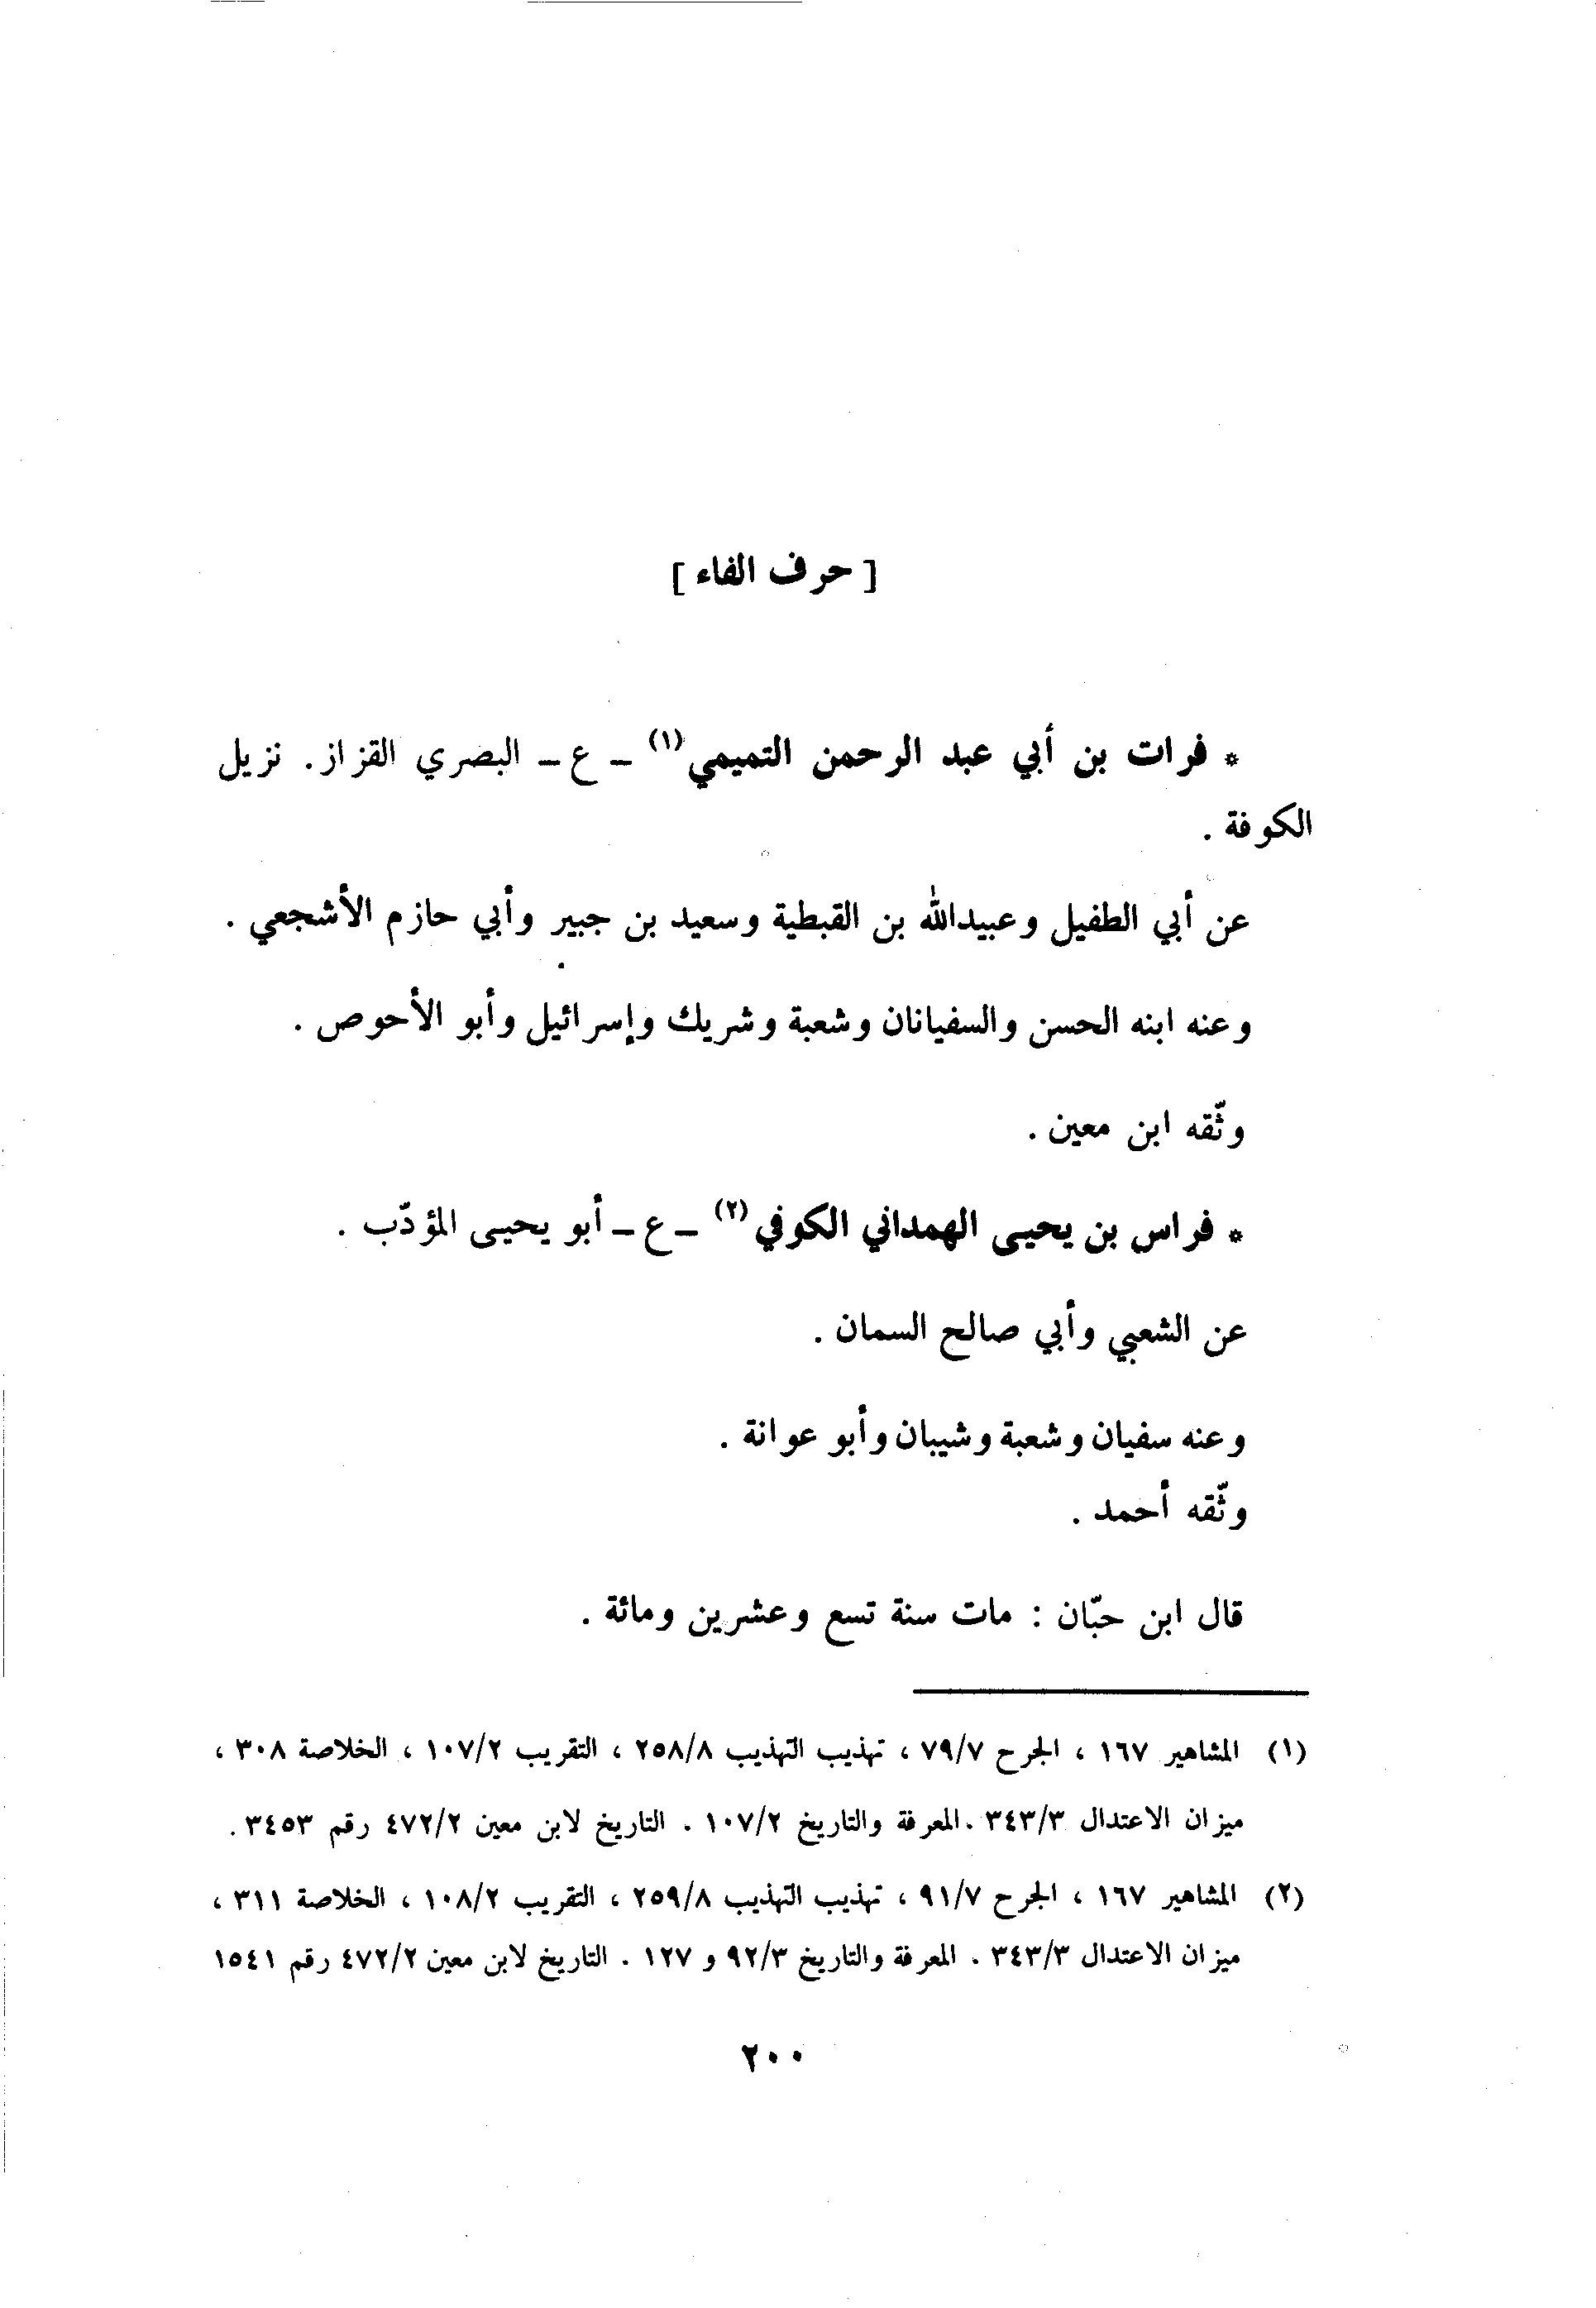 [ حرف الفاء ]
* فرات بن أبي عبد الرحمن التميمي(١) ـ ع ـ البصري القزاز. نزيل
الكوفة .
عن أبي الطفيل وعبيدالله بن القبطية وسعيد بن جبير وأبي حازم الأشجعي .
وعنه ابنه الحسن والسفيانان وشعبة وشريك وإسرائيل وأبو الأحوص .
وثّقه ابن معين .
* فراس بن يحيى الهمداني الكوفي(٢) ـ ع ـ أبو يحيى المؤدّب .
عن الشعبي وأبي صالح السمان .
وعنه سفيان وشعبة وشيبان وأبو عوانة .
وثّقه أحمد .
قال ابن حبّان : مات سنة تسع وعشرين ومائة .
(١) المشاهير ١٦٧ ، الجرح ٧٩/٧ ، تهذيب التهذيب ٢٥٨/٨ ، التقريب ١٠٧/٢ ، الخلاصة ٣٠٨ ،
ميزان الاعتدال ٣٤٣/٣ .المعرفة والتاريخ ١٠٧/٢ . التاريخ لابن معين ٤٧٢/٢ رقم ٣٤٥٣ .
(٢) المشاهير ١٦٧ ، الجرح ٩١/٧ ، تهذيب التهذيب ٢٥٩/٨ ، التقريب ١٠٨/٢ ، الخلاصة ٣١١ ،
ميزان الاعتدال ٣٤٣/٣ . المعرفة والتاريخ ٩٢/٣ و ١٢٧ . التاريخ لابن معين ٤٧٢/٢ رقم ١٥٤١
٢٠٠